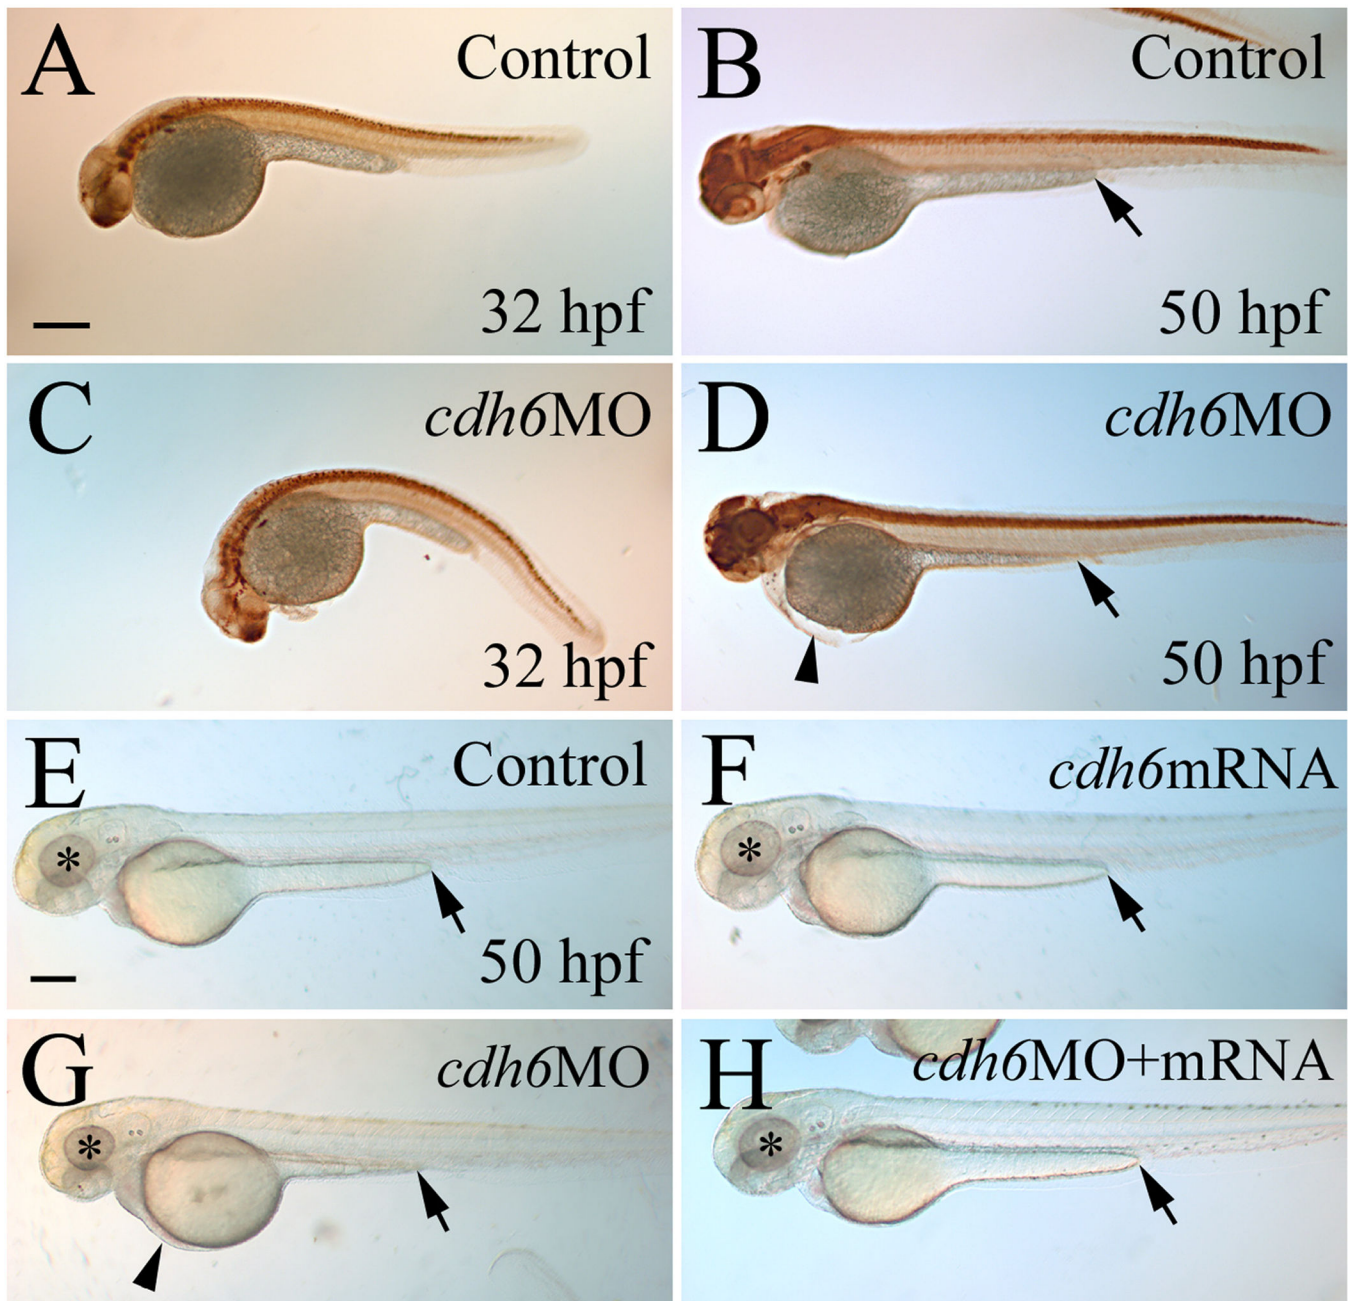 A
Control
32 hpf
B
Control
50 hpf
C
cdh6MO
32 hpf
D
cdh6MO
50 hpf
E
Control
*
50 hpf
F
cdh6mRNA
*
G
cdh6MO
*
H
cdh6MO+mRNA
*